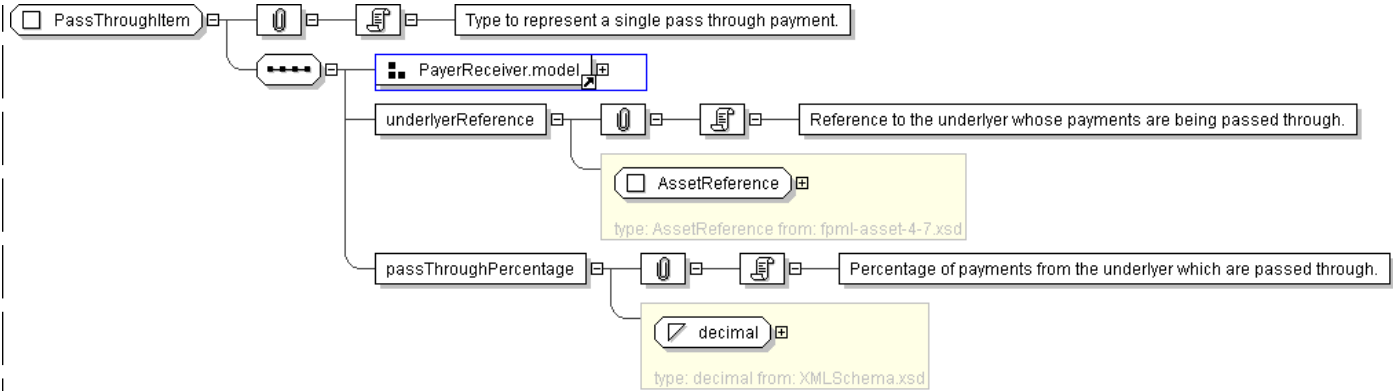 PassThroughItem
Type to represent a single pass through payment.
PayerReceiver.model
underlyerReference
Reference to the underlyer whose payments are being passed through.
AssetReference
type: AssetReference from: fpml-asset-4-7.xsd
passThroughPercentage
Percentage of payments from the underlyer which are passed through.
decimal
type: decimal from: XMLSchema.xsd